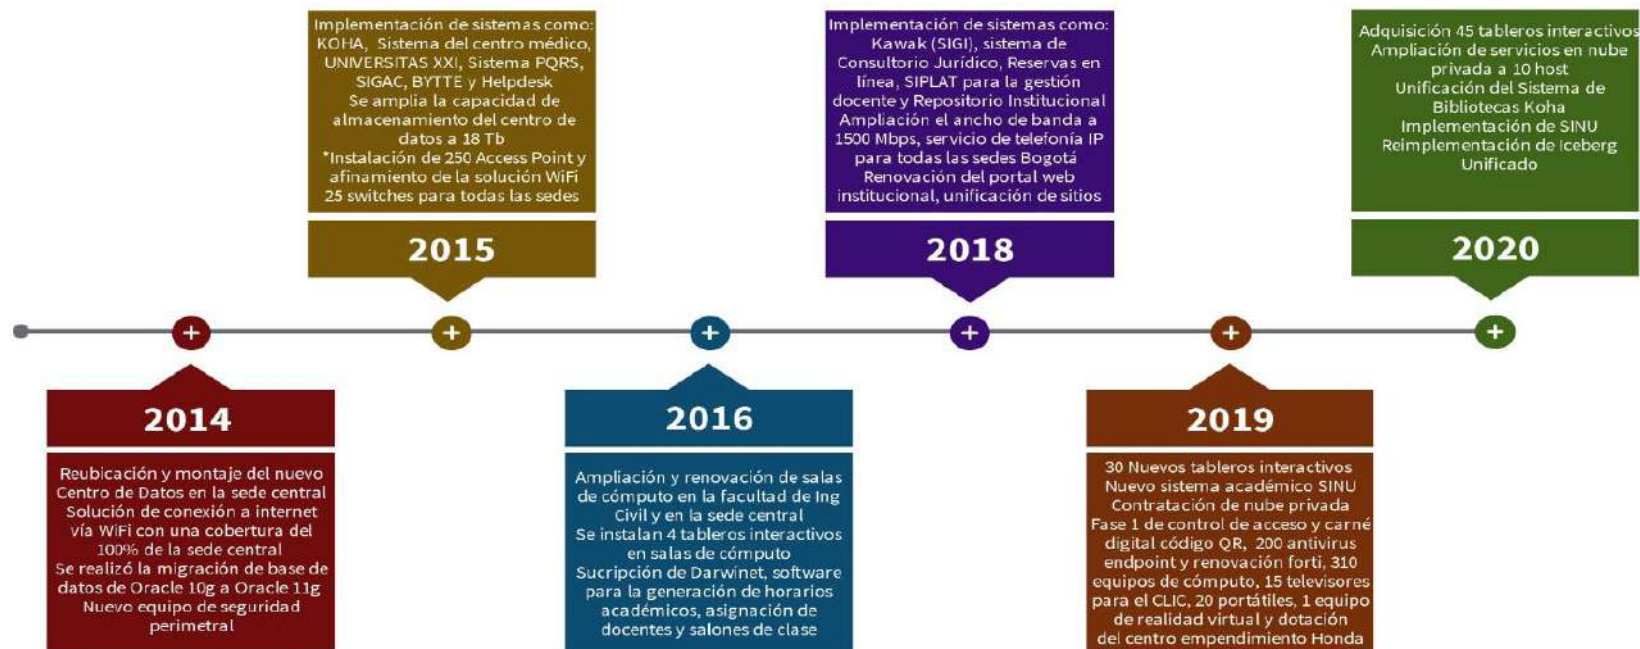 2014
Reubicación y montaje del nuevo
Centro de Datos en la sede central
Solución de conexión a internet
vía WiFi con una cobertura del
100% de la sede central
Se realizó la migración de base de
datos de Oracle 10g a Oracle 11g
Nuevo equipo de seguridad
perimetral
Implementación de sistemas como:
KOHA, Sistema del centro médico,
UNIVERSITAS XXI, Sistema PQRS,
SIGAC, BYTTE y Helpdesk
Se amplia la capacidad de
almacenamiento del centro de
datos a 18 Tb
*Instalación de 250 Access Point y
afinamiento de la solución WiFi
25 switches para todas las sedes
2015
2016
Ampliación y renovación de salas
de cómputo en la facultad de Ing
Civil y en la sede central
Se instalan 4 tableros interactivos
en salas de cómputo
Sucripción de Darwinet, software
para la generación de horarios
académicos, asignación de
docentes y salones de clase
Implementación de sistemas como:
Kawak (SIGI), sistema de
Consultorio Jurídico, Reservas en
línea, SIPLAT para la gestión
docente y Repositorio Institucional
Ampliación el ancho de banda a
1500 Mbps, servicio de telefonía IP
para todas las sedes Bogotá
Renovación del portal web
institucional, unificación de sitios
2018
2019
30 Nuevos tableros interactivos
Nuevo sistema académico SINU
Contratación de nube privada
Fase 1 de control de acceso y carné
digital código QR, 200 antivirus
endpoint y renovación forti, 310
equipos de cómputo, 15 televisores
para el CLIC, 20 portátiles, 1 equipo
de realidad virtual y dotación
del centro empendimiento Honda
Adquisición 45 tableros interactivos
Ampliación de servicios en nube
privada a 10 host
Unificación del Sistema de
Bibliotecas Koha
Implementación de SINU
Reimplementación de Iceberg
Unificado
2020